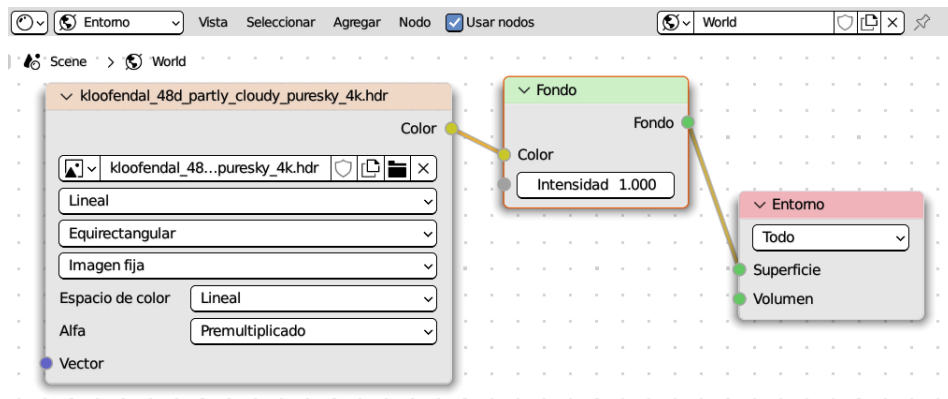 Entorno Vista Seleccionar Agregar Nodo Usar nodos World
Scene > World
kloofendal_48d_partly_cloudy_puresky_4k.hdr
Color
kloofendal_48...puresky_4k.hdr
Lineal
Equirectangular
Imagen fija
Espacio de color Lineal
Alfa Premultiplicado
Vector
Fondo
Fondo
Color
Intensidad 1.000
Entorno
Todo
Superficie
Volumen